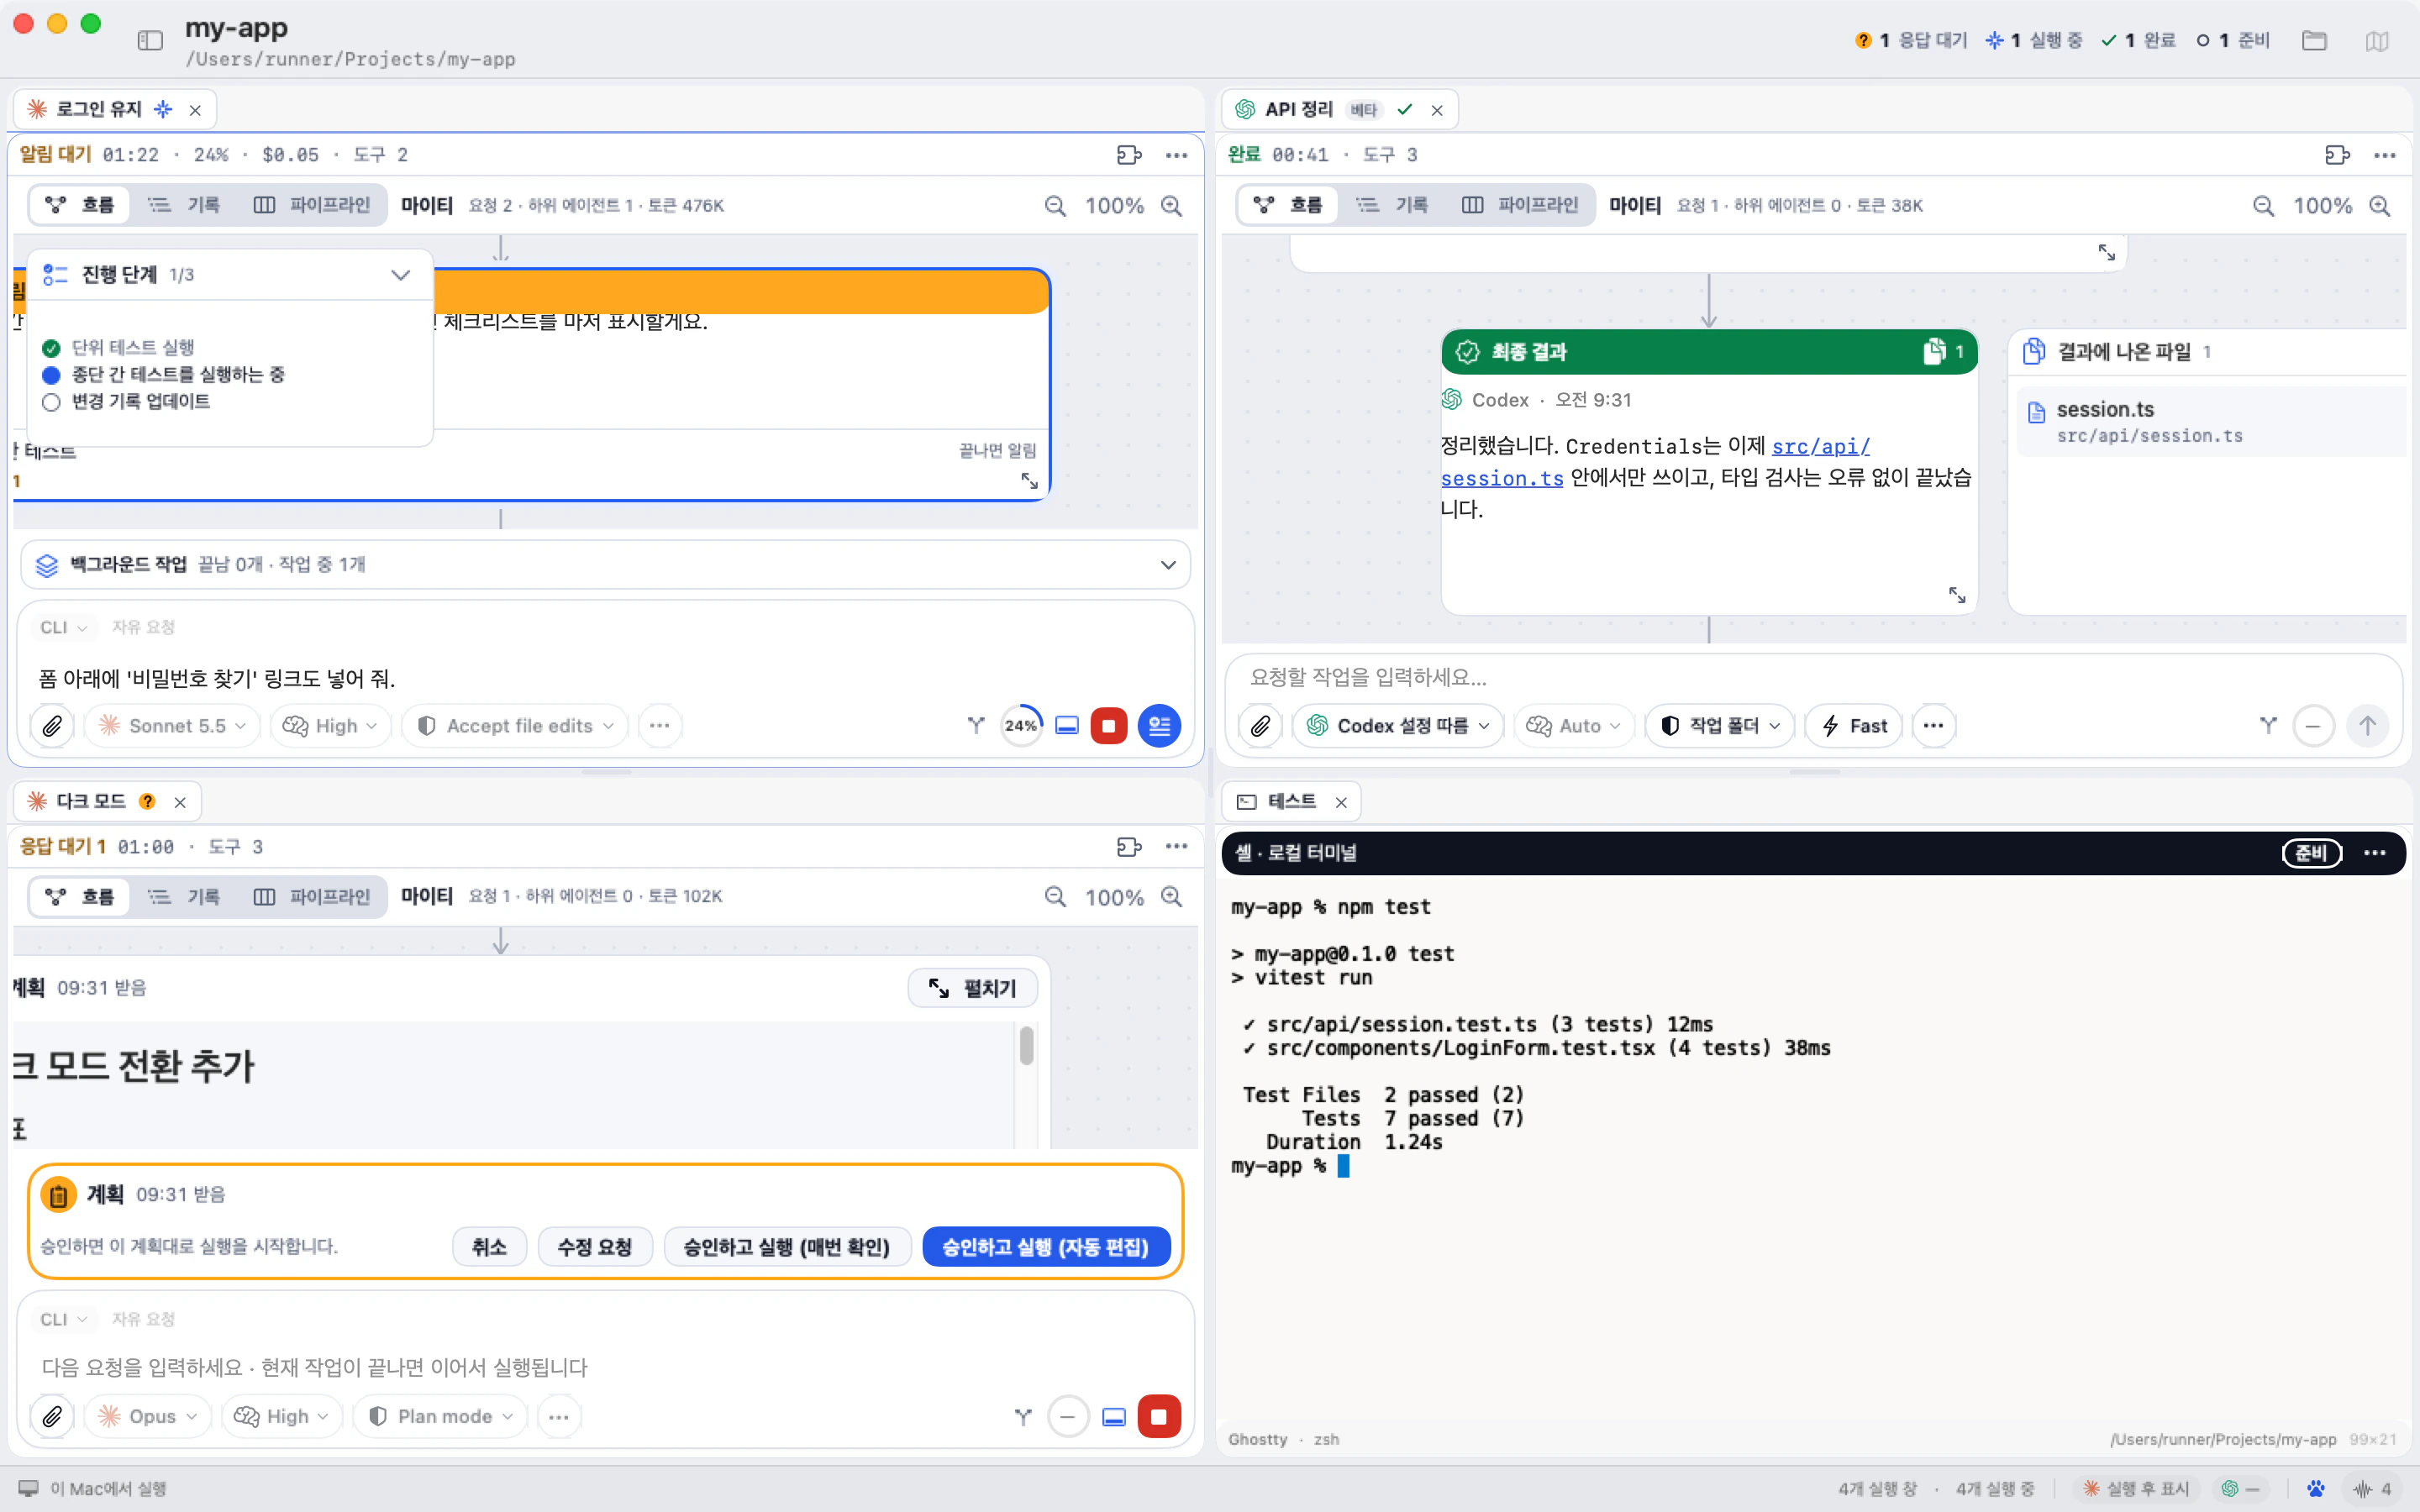 my-app
/Users/runner/Projects/my-app
1 응답 대기 1 실행 중 1 완료 1 준비
로그인 유지
알림 대기 01:22 · 24% · $0.05 · 도구 2
흐름 기록 파이프라인 마이티 요청 2 · 하위 에이전트 1 · 토큰 476K 100%
진행 단계 1/3
단위 테스트 실행
종단 간 테스트를 실행하는 중
변경 기록 업데이트
체크리스트를 마저 표시할게요.
테스트 끝나면 알림
1
백그라운드 작업 끝남 0개 · 작업 중 1개
CLI 자유 요청
폼 아래에 '비밀번호 찾기' 링크도 넣어 줘.
Sonnet 5.5 High Accept file edits 24%
API 정리 베타
완료 00:41 · 도구 3
흐름 기록 파이프라인 마이티 요청 1 · 하위 에이전트 0 · 토큰 38K 100%
최종 결과 1
Codex · 오전 9:31
정리했습니다. Credentials는 이제 src/api/
session.ts 안에서만 쓰이고, 타입 검사는 오류 없이 끝났습
니다.
결과에 나온 파일 1
session.ts
src/api/session.ts
요청할 작업을 입력하세요...
Codex 설정 따름 Auto 작업 폴더 Fast
다크 모드 ?
응답 대기 1 01:00 · 도구 3
흐름 기록 파이프라인 마이티 요청 1 · 하위 에이전트 0 · 토큰 102K 100%
계획 09:31 받음 펼치기
크 모드 전환 추가
표
계획 09:31 받음
승인하면 이 계획대로 실행을 시작합니다. 취소 수정 요청 승인하고 실행 (매번 확인) 승인하고 실행 (자동 편집)
CLI 자유 요청
다음 요청을 입력하세요 · 현재 작업이 끝나면 이어서 실행됩니다
Opus High Plan mode
테스트
셸 · 로컬 터미널 준비
my-app % npm test
> my-app@0.1.0 test
> vitest run
✓ src/api/session.test.ts (3 tests) 12ms
✓ src/components/LoginForm.test.tsx (4 tests) 38ms
Test Files 2 passed (2)
Tests 7 passed (7)
Duration 1.24s
my-app %
Ghostty · zsh /Users/runner/Projects/my-app 99×21
이 Mac에서 실행 4개 실행 창 · 4개 실행 중 실행 후 표시 — 4